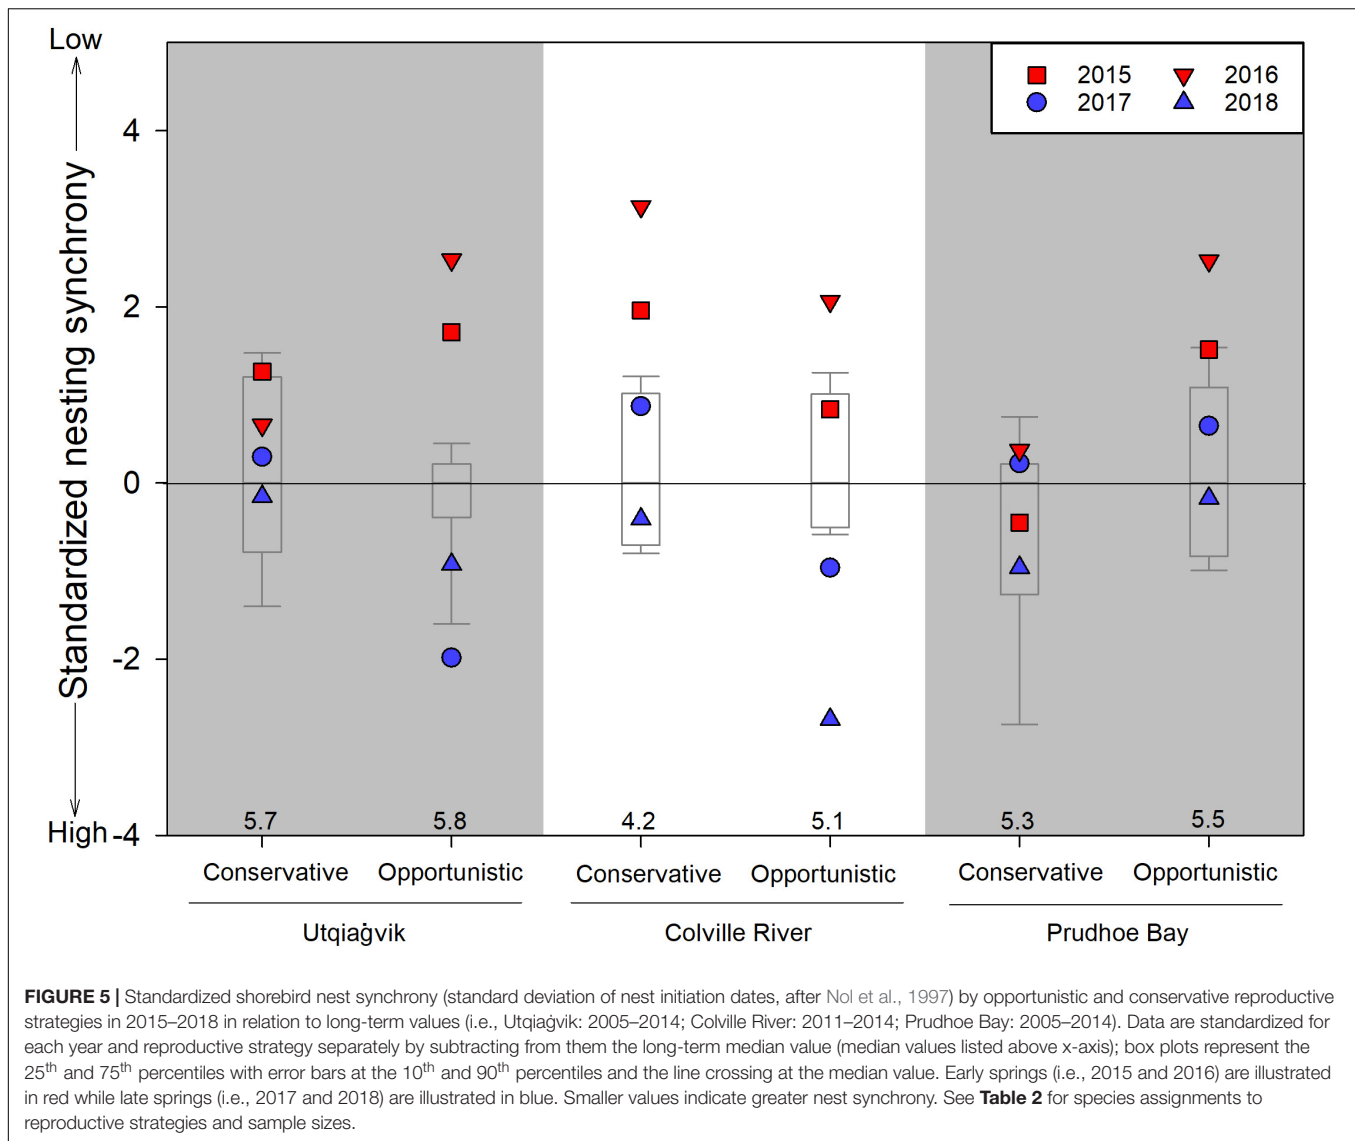 Low
Standardized nesting synchrony
High
4
2
0
-2
-4
2015 2016
2017 2018
5.7 5.8 4.2 5.1 5.3 5.5
Conservative Opportunistic Conservative Opportunistic Conservative Opportunistic
Utqiaġvik Colville River Prudhoe Bay
FIGURE 5 | Standardized shorebird nest synchrony (standard deviation of nest initiation dates, after Nol et al., 1997) by opportunistic and conservative reproductive
strategies in 2015–2018 in relation to long-term values (i.e., Utqiaġvik: 2005–2014; Colville River: 2011–2014; Prudhoe Bay: 2005–2014). Data are standardized for
each year and reproductive strategy separately by subtracting from them the long-term median value (median values listed above x-axis); box plots represent the
25th and 75th percentiles with error bars at the 10th and 90th percentiles and the line crossing at the median value. Early springs (i.e., 2015 and 2016) are illustrated
in red while late springs (i.e., 2017 and 2018) are illustrated in blue. Smaller values indicate greater nest synchrony. See Table 2 for species assignments to
reproductive strategies and sample sizes.